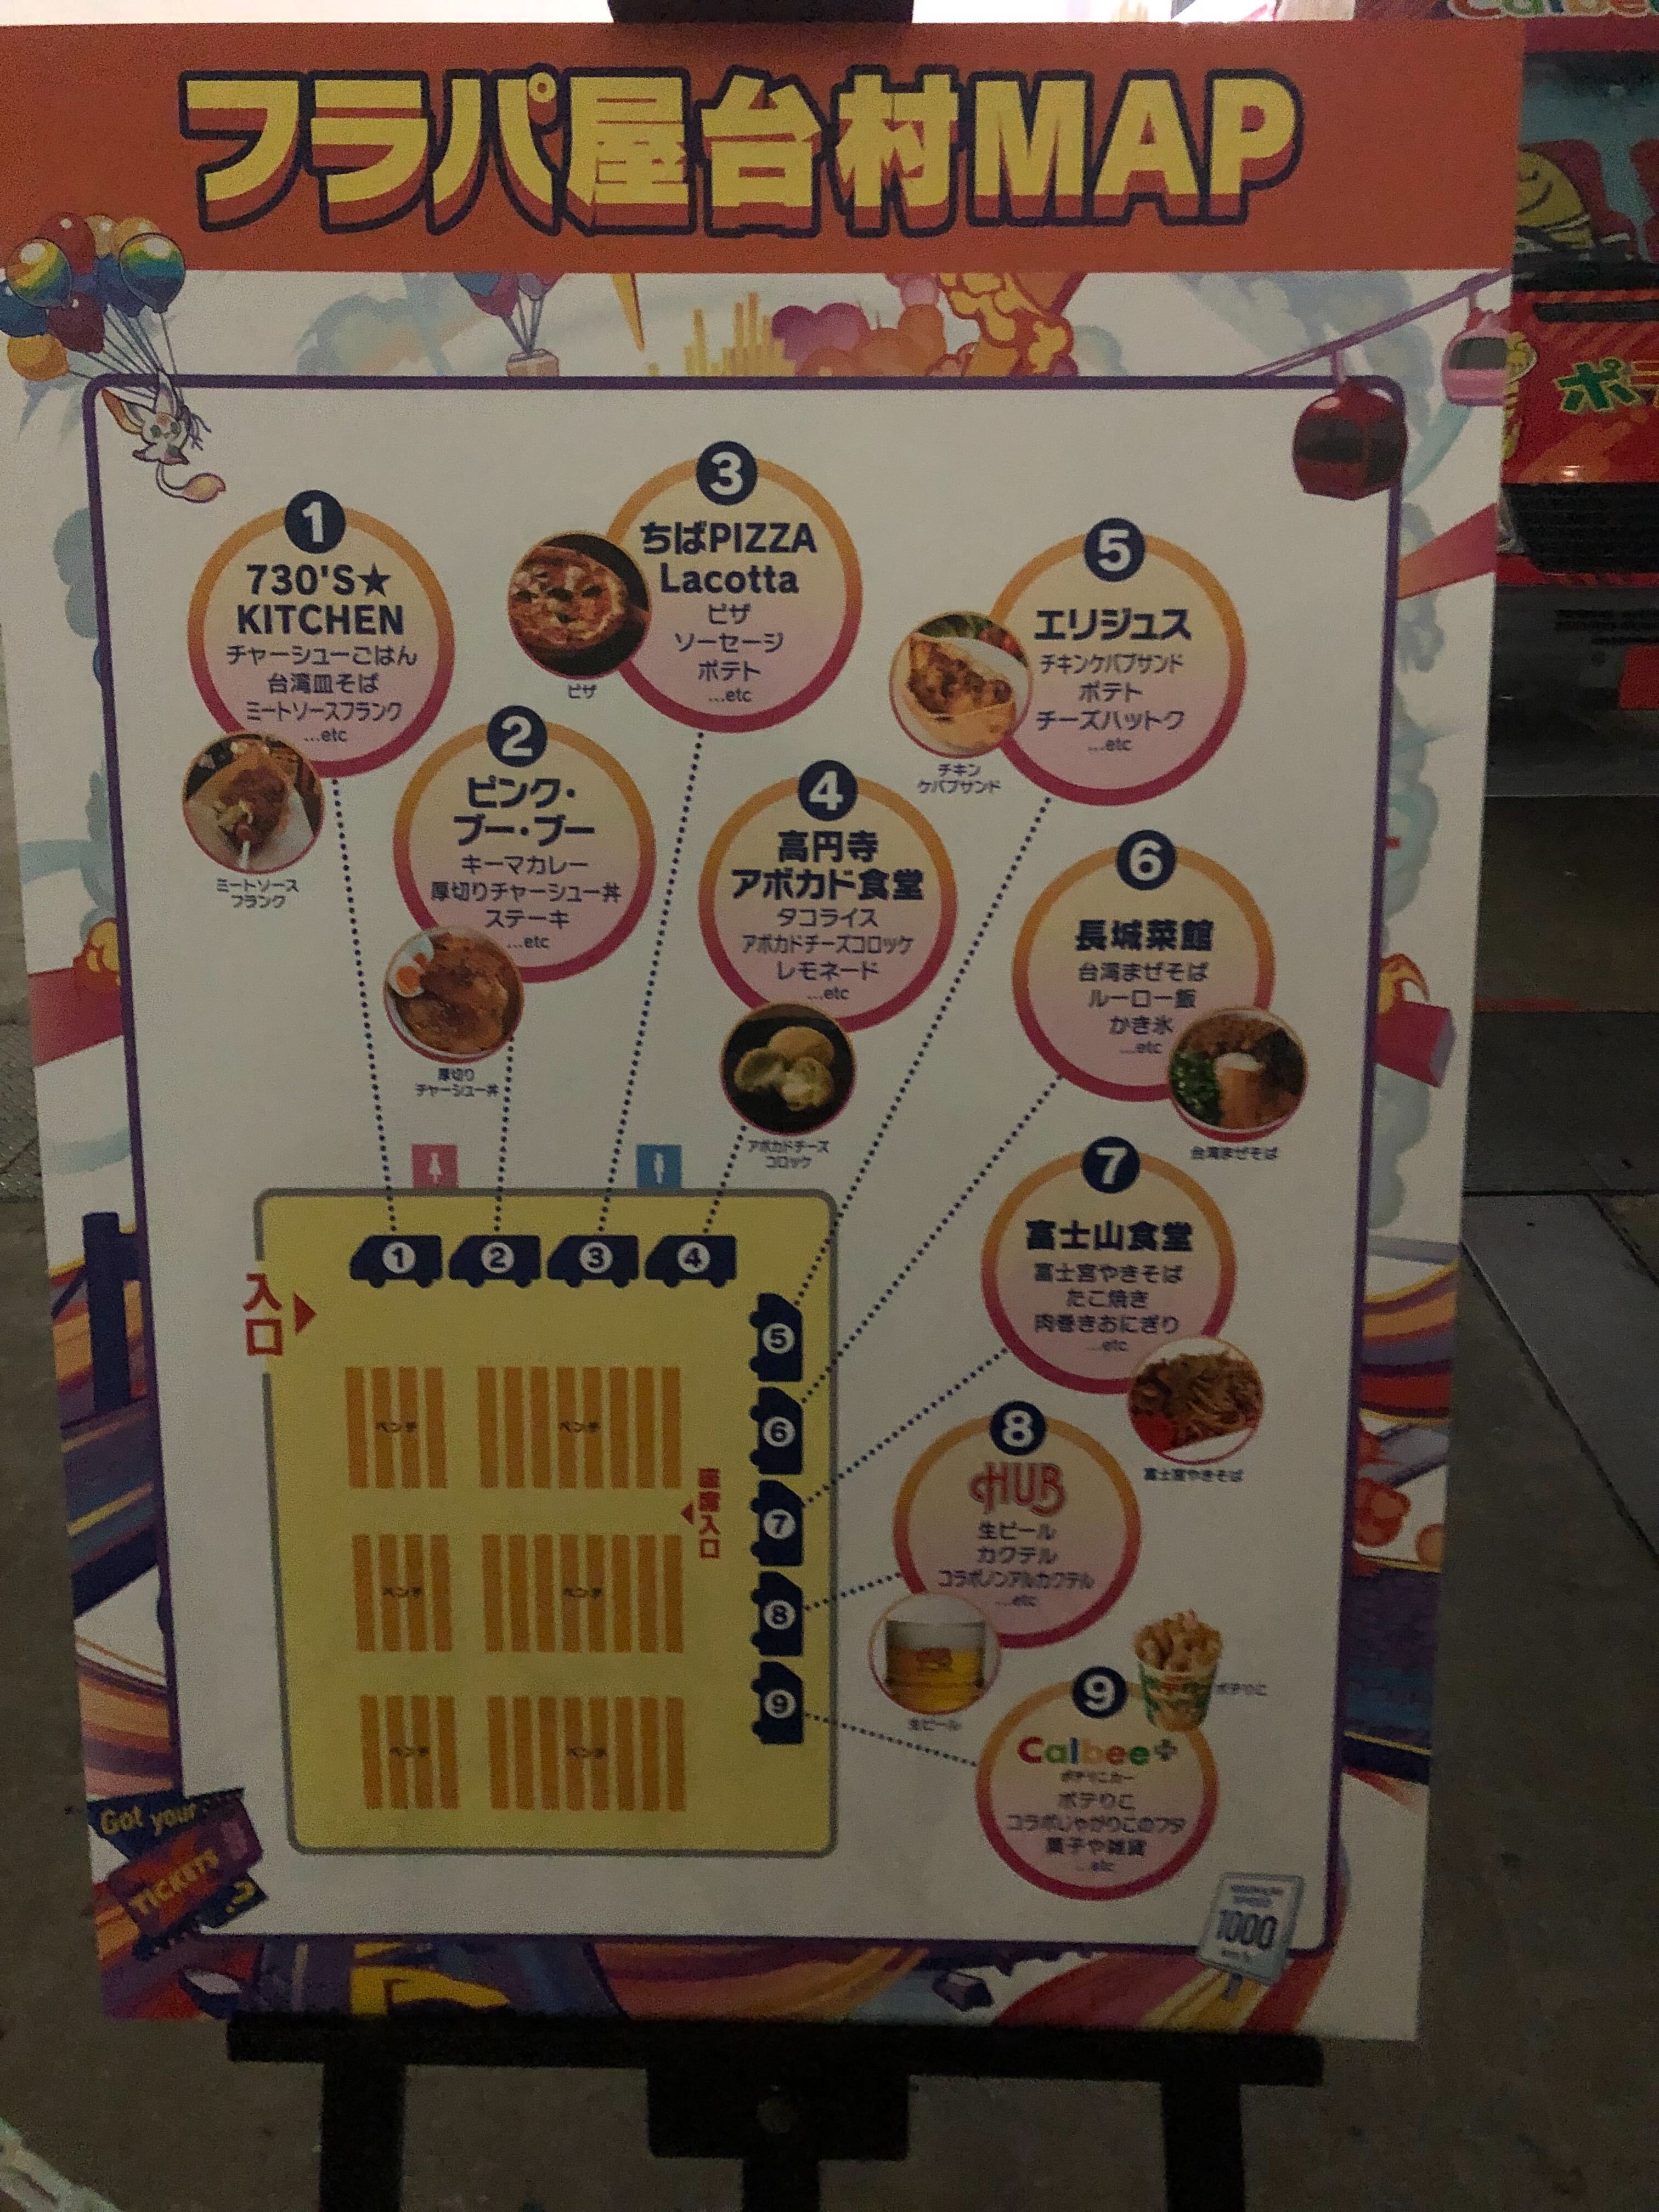 フラパ屋台村MAP
1
730'S★
KITCHEN
チャーシューごはん
台湾皿そば
ミートソースフランク
...etc
ミートソース
フランク
2
ピンク・
ブー・ブー
キーマカレー
厚切りチャーシュー丼
ステーキ
...etc
厚切り
チャーシュー丼
3
ちばPIZZA
Lacotta
ピザ
ソーセージ
ポテト
...etc
ピザ
4
高円寺
アボカド食堂
タコライス
アボカドチーズコロッケ
レモネード
...etc
アボカドチーズ
コロッケ
5
エリジュス
チキンケバブサンド
ポテト
チーズハットク
...etc
チキン
ケバブサンド
6
長城菜館
台湾まぜそば
ルーロー飯
かき氷
...etc
台湾まぜそば
7
富士山食堂
富士宮やきそば
たこ焼き
肉巻きおにぎり
...etc
富士宮やきそば
8
HUB
生ビール
カクテル
コラボノンアルカクテル
...etc
生ビール
9
Calbee+
ポテりこカー
ポテりこ
コラボじゃがりこのフタ
菓子や雑貨
...etc
ポテりこ
入口
1 2 3 4
5
6
7
8
9
ベンチ ベンチ
座席入口
ベンチ ベンチ
ベンチ ベンチ
Got your
TICKETS
?
1000
Calbee
ポテ